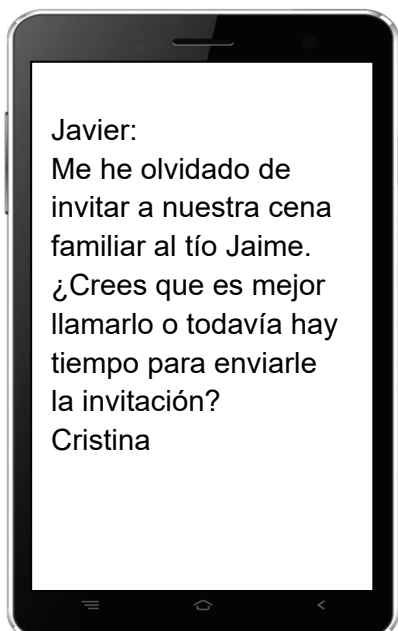 Javier:
Me he olvidado de
invitar a nuestra cena
familiar al tío Jaime.
¿Crees que es mejor
llamarlo o todavía hay
tiempo para enviarle
la invitación?
Cristina